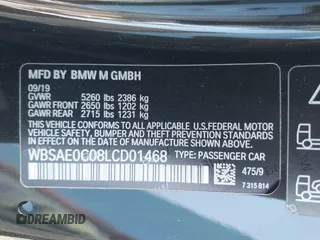 MFD BY BMW M GMBH
09/19
GVWR 5260 lbs 2386 kg
GAWR FRONT 2650 lbs 1202 kg
GAWR REAR 2715 lbs 1231 kg
THIS VEHICLE CONFORMS TO ALL APPLICABLE U.S. FEDERAL MOTOR
VEHICLE SAFETY, BUMPER, AND THEFT PREVENTION STANDARDS IN
EFFECT ON THE DATE OF MANUFACTURE SHOWN ABOVE.
WBSAE0C08LCD01468 TYPE: PASSENGER CAR
475/9
7 315 814
DREAMBID